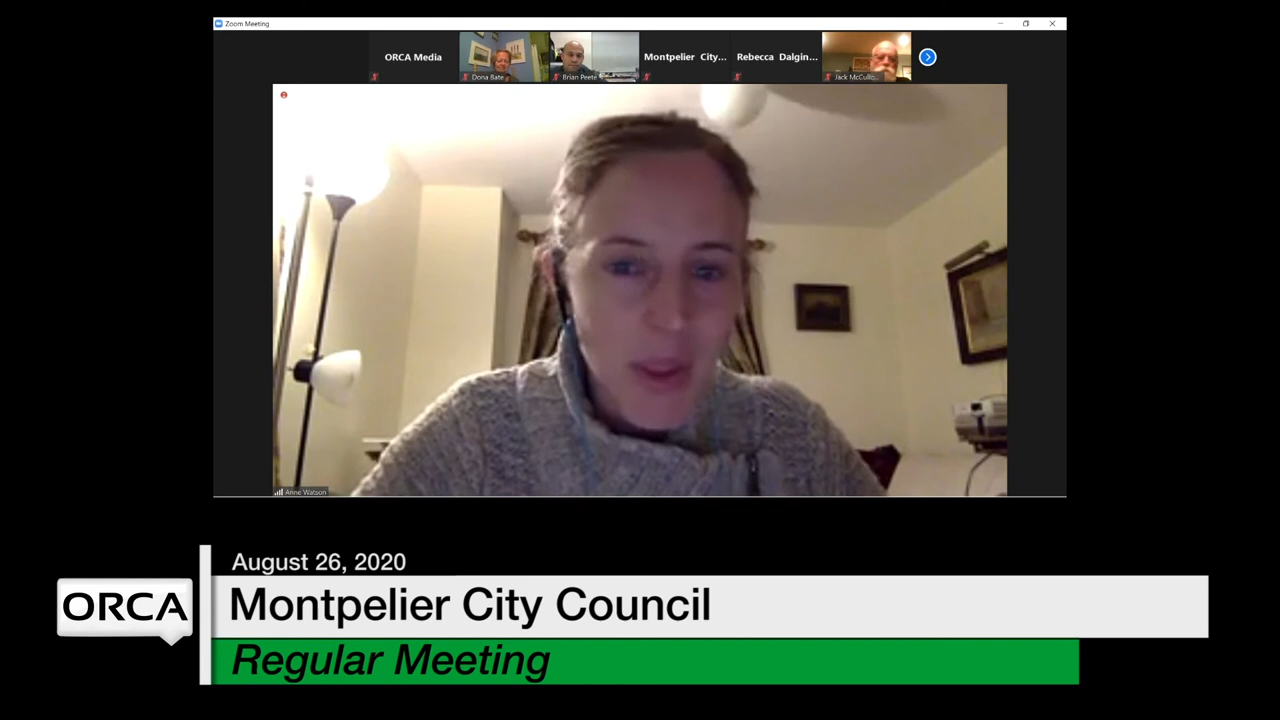 Zoom Meeting
ORCA Media
Dona Bate
Brian Peete
Montpelier City...
Rebecca Dalgin...
Jack McCullo...
Anne Watson
August 26, 2020
ORCA
Montpelier City Council
Regular Meeting